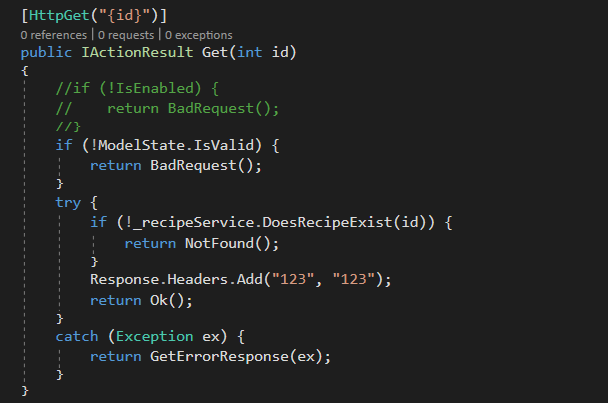 [HttpGet("{id}")]
0 references | 0 requests | 0 exceptions
public IActionResult Get(int id)
{
    //if (!IsEnabled) {
    //    return BadRequest();
    //}
    if (!ModelState.IsValid) {
        return BadRequest();
    }
    try {
        if (!_recipeService.DoesRecipeExist(id)) {
            return NotFound();
        }
        Response.Headers.Add("123", "123");
        return Ok();
    }
    catch (Exception ex) {
        return GetErrorResponse(ex);
    }
}